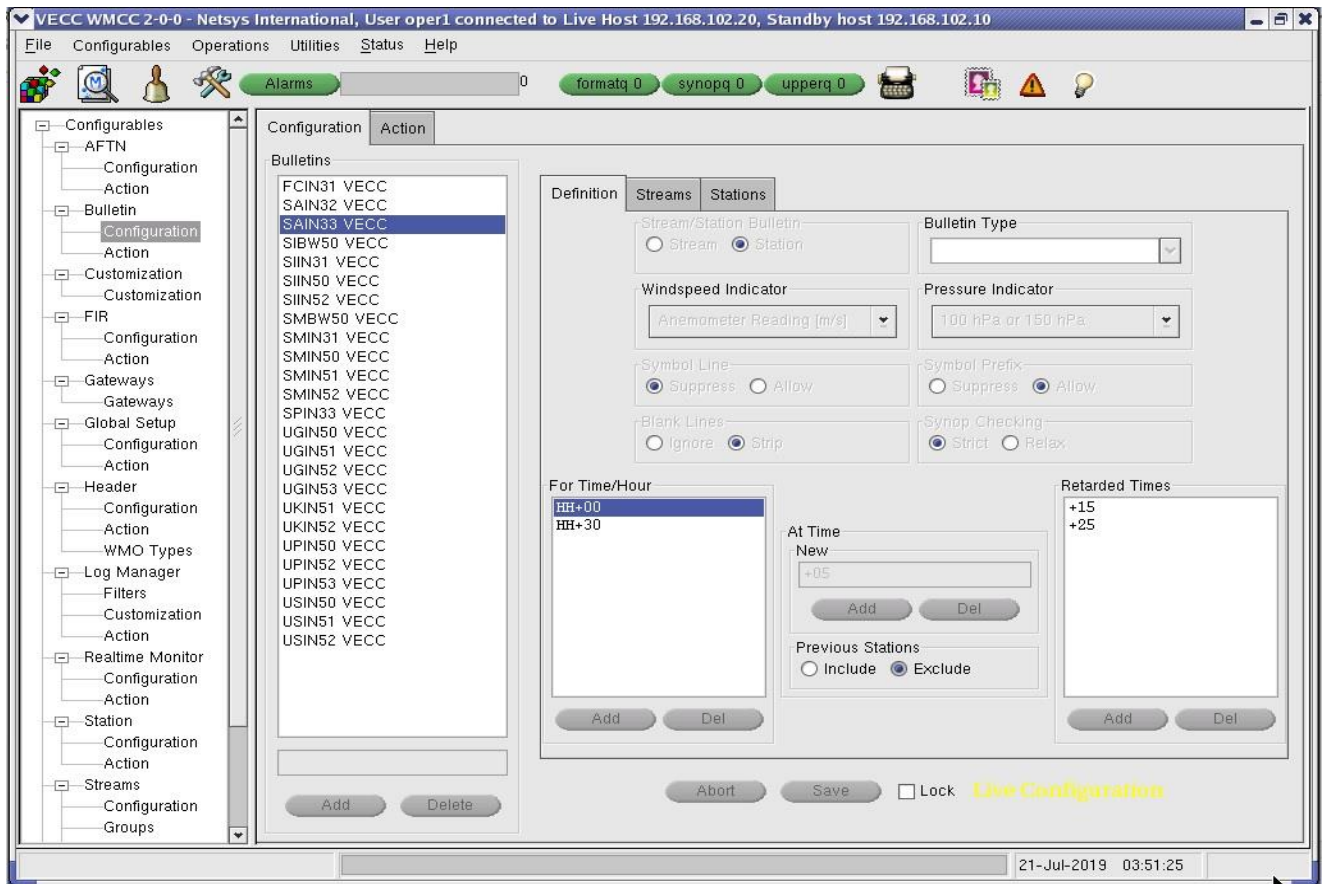 VECC WMCC 2-0-0 - Netsys International, User oper1 connected to Live Host 192.168.102.20, Standby host 192.168.102.10
File Configurables Operations Utilities Status Help
Alarms 0 formatq 0 synopq 0 upperq 0
Configurables
AFTN
Configuration
Action
Bulletin
Configuration
Action
Customization
Customization
FIR
Configuration
Action
Gateways
Gateways
Global Setup
Configuration
Action
Header
Configuration
Action
WMO Types
Log Manager
Filters
Customization
Action
Realtime Monitor
Configuration
Action
Station
Configuration
Action
Streams
Configuration
Groups
Configuration Action
Bulletins
FCIN31 VECC
SAIN32 VECC
SAIN33 VECC
SIBW50 VECC
SIIN31 VECC
SIIN50 VECC
SIIN52 VECC
SMBW50 VECC
SMIN31 VECC
SMIN50 VECC
SMIN51 VECC
SMIN52 VECC
SPIN33 VECC
UGIN50 VECC
UGIN51 VECC
UGIN52 VECC
UGIN53 VECC
UKIN51 VECC
UKIN52 VECC
UPIN50 VECC
UPIN52 VECC
UPIN53 VECC
USIN50 VECC
USIN51 VECC
USIN52 VECC
Add Delete
Definition Streams Stations
Stream/Station Bulletin
Stream Station
Bulletin Type
Windspeed Indicator
Anemometer Reading [m/s]
Pressure Indicator
100 hPa or 150 hPa
Symbol Line
Suppress Allow
Symbol Prefix
Suppress Allow
Blank Lines
Ignore Strip
Synop Checking
Strict Relax
For Time/Hour
HH+00
HH+30
Add Del
At Time
New
+05
Add Del
Previous Stations
Include Exclude
Retarded Times
+15
+25
Add Del
Abort Save Lock Live Configuration
21-Jul-2019 03:51:25